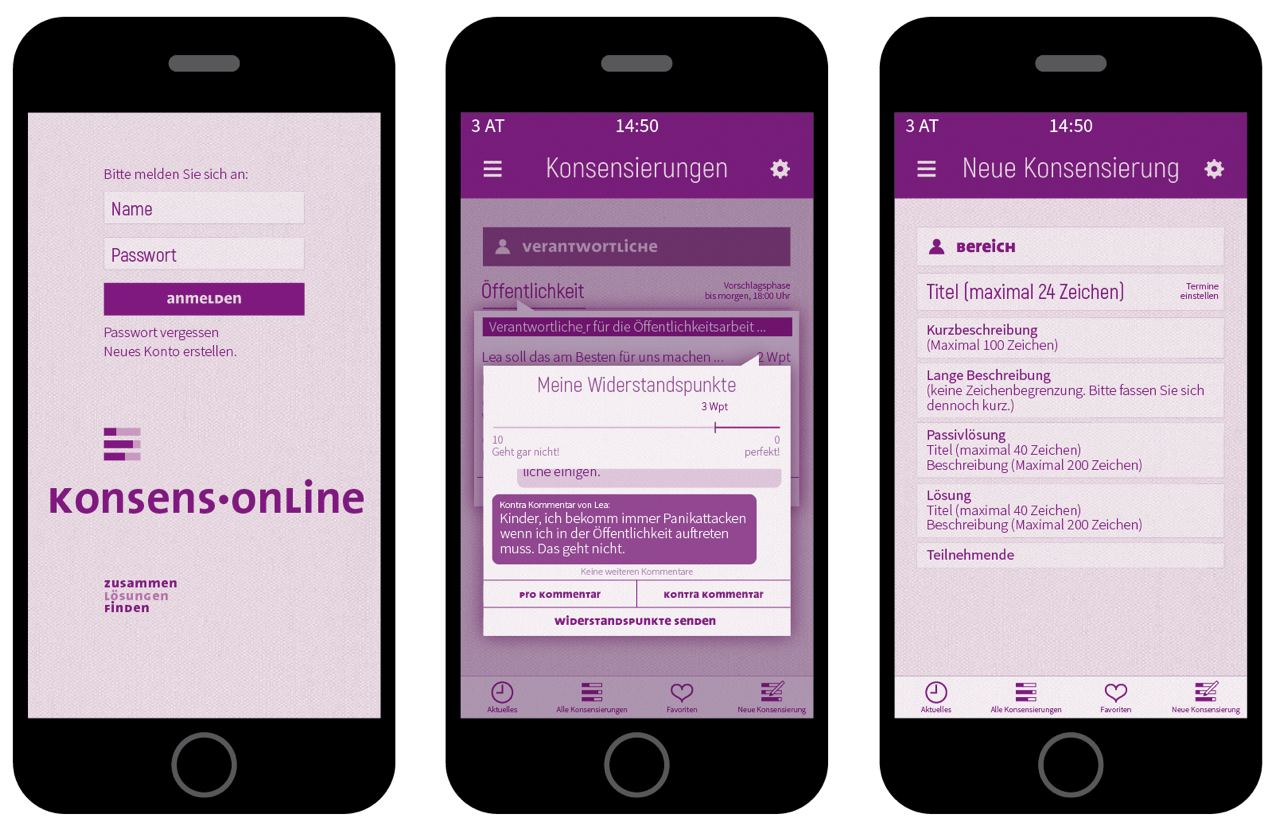 Bitte melden Sie sich an:
Name
Passwort
anmelden
Passwort vergessen
Neues Konto erstellen.
Konsens•onLine
zusammen
Lösungen
finden
3 AT 14:50
Konsensierungen
verantwortliche
Öffentlichkeit
Vorschlagsphase
bis morgen, 18:00 Uhr
Verantwortliche_r für die Öffentlichkeitsarbeit ...
Lea soll das am Besten für uns machen ... 2 Wpt
Meine Widerstandspunkte
3 Wpt
10 0
Geht gar nicht! perfekt!
liche einigen.
Kontra Kommentar von Lea:
Kinder, ich bekomm immer Panikattacken
wenn ich in der Öffentlichkeit auftreten
muss. Das geht nicht.
Keine weiteren Kommentare
pro kommentar kontra kommentar
widerstandspunkte senden
Aktuelles Alle Konsensierungen Favoriten Neue Konsensierung
3 AT 14:50
Neue Konsensierung
Bereich
Titel (maximal 24 Zeichen)
Termine
einstellen
Kurzbeschreibung
(Maximal 100 Zeichen)
Lange Beschreibung
(keine Zeichenbegrenzung. Bitte fassen Sie sich
dennoch kurz.)
Passivlösung
Titel (maximal 40 Zeichen)
Beschreibung (Maximal 200 Zeichen)
Lösung
Titel (maximal 40 Zeichen)
Beschreibung (Maximal 200 Zeichen)
Teilnehmende
Aktuelles Alle Konsensierungen Favoriten Neue Konsensierung